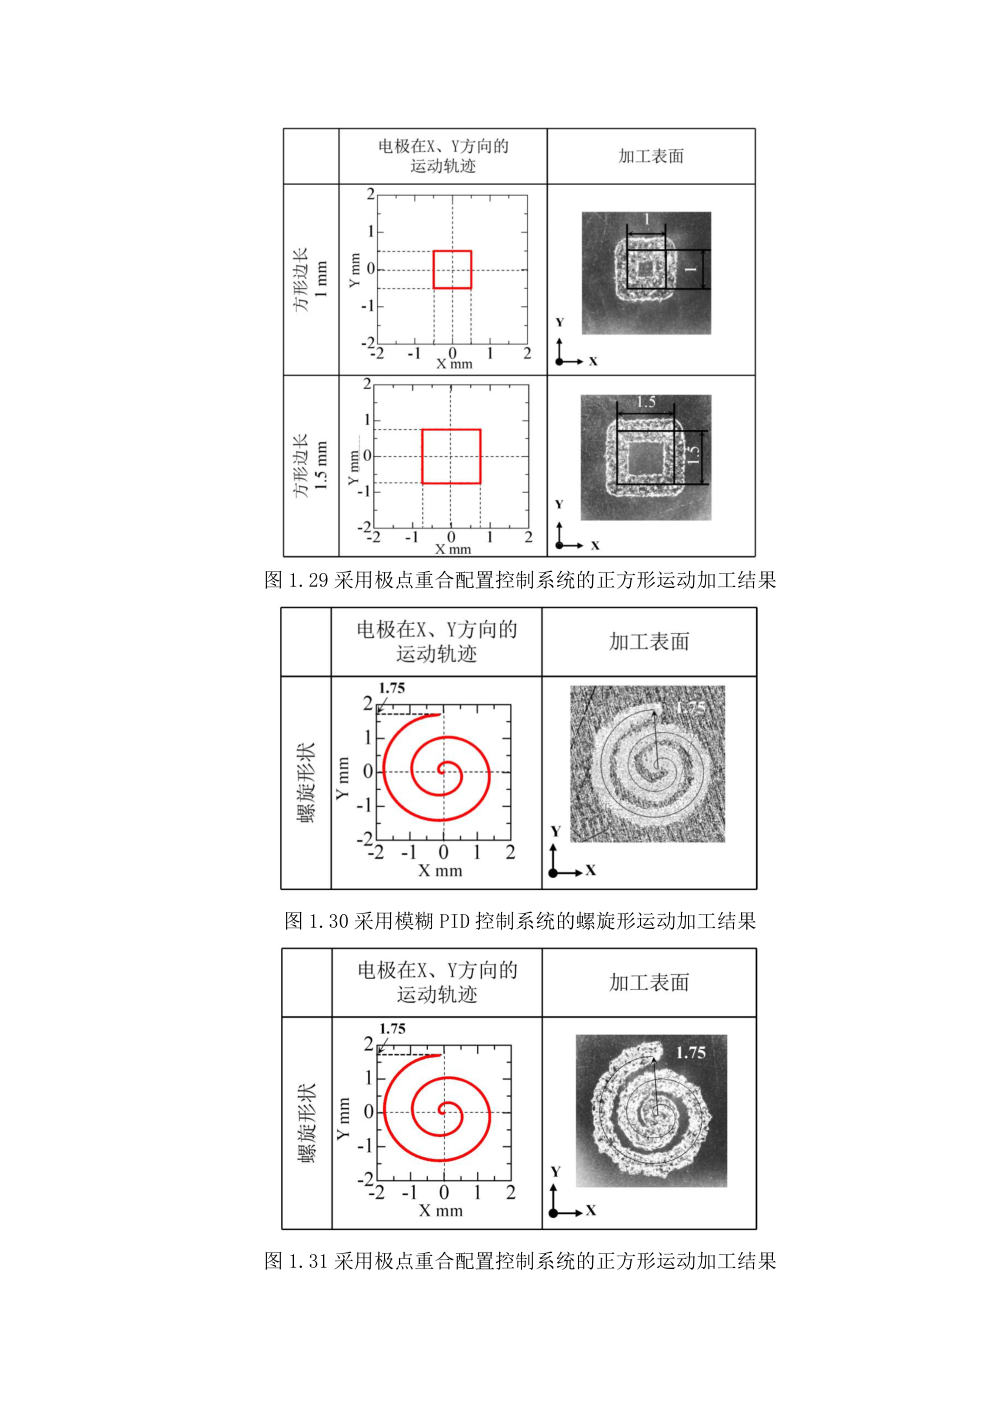 电极在X、Y方向的
运动轨迹
加工表面
方形边长
1 mm
2
1
0
-1
-2
Y mm
-2 -1 0 1 2
X mm
1
1
Y
X
方形边长
1.5 mm
2
1
0
-1
-2
Y mm
-2 -1 0 1 2
X mm
1.5
1.5
Y
X
图 1.29 采用极点重合配置控制系统的正方形运动加工结果
电极在X、Y方向的
运动轨迹
加工表面
螺旋形状
1.75
2
1
0
-1
-2
Y mm
-2 -1 0 1 2
X mm
1.75
Y
X
图 1.30 采用模糊 PID 控制系统的螺旋形运动加工结果
电极在X、Y方向的
运动轨迹
加工表面
螺旋形状
1.75
2
1
0
-1
-2
Y mm
-2 -1 0 1 2
X mm
1.75
Y
X
图 1.31 采用极点重合配置控制系统的正方形运动加工结果